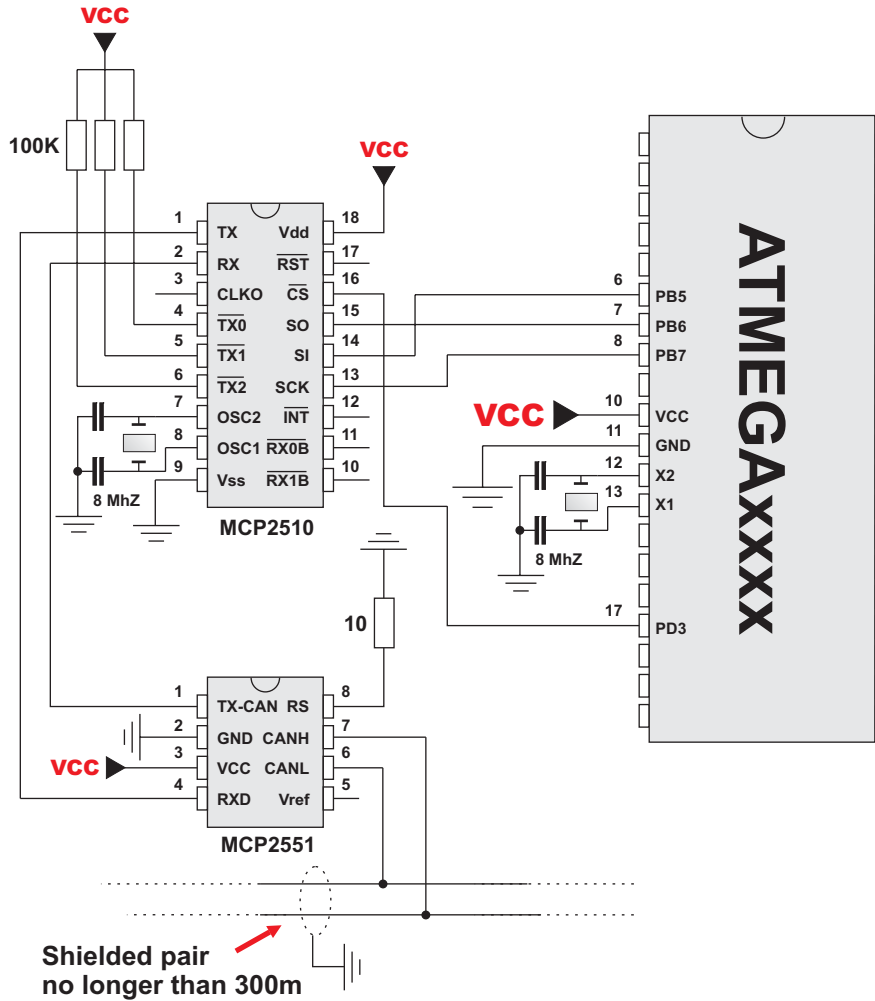 VCC
100K
VCC
1 TX Vdd 18
2 RX RST 17
3 CLKO CS 16
4 TX0 SO 15
5 TX1 SI 14
6 TX2 SCK 13
7 OSC2 INT 12
8 OSC1 RX0B 11
9 Vss RX1B 10
8 MhZ
MCP2510
ATMEGAxxxx
6 PB5
7 PB6
8 PB7
VCC
10 VCC
11 GND
12 X2
13 X1
8 MhZ
17 PD3
10
1 TX-CAN RS 8
2 GND CANH 7
VCC
3 VCC CANL 6
4 RXD Vref 5
MCP2551
Shielded pair
no longer than 300m